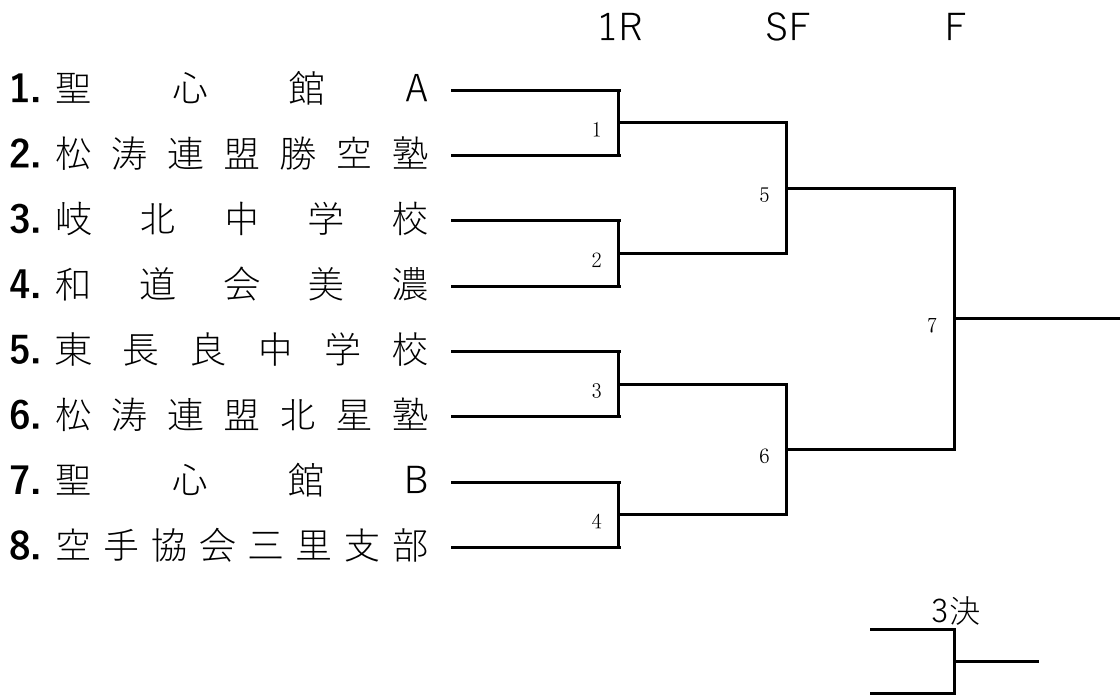 1R SF F
1. 聖心館A
1
2. 松涛連盟勝空塾
5
3. 岐北中学校
2
4. 和道会美濃
7
5. 東長良中学校
3
6. 松涛連盟北星塾
6
7. 聖心館B
4
8. 空手協会三里支部
3決